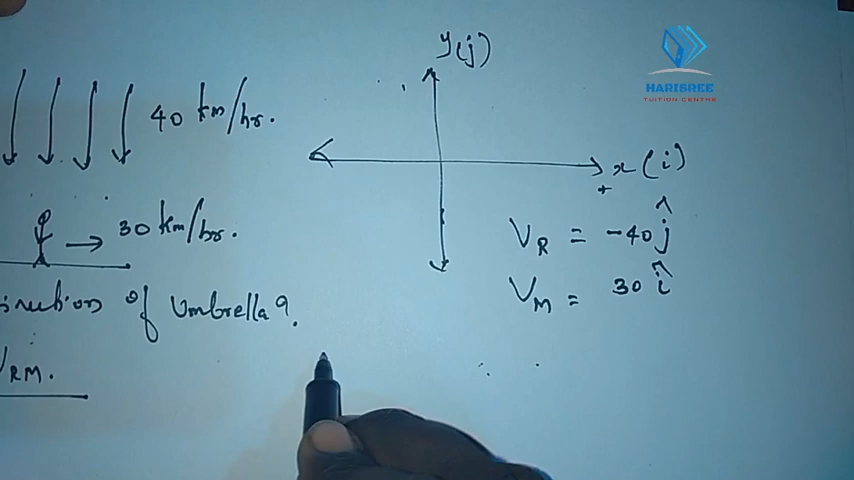 y(j)
HARISREE
TUITION CENTRE
40 km/hr.
x(i)
+
30 km/hr.
V_R = -40 ĵ
V_M = 30 î
of Umbrella?
V_RM.